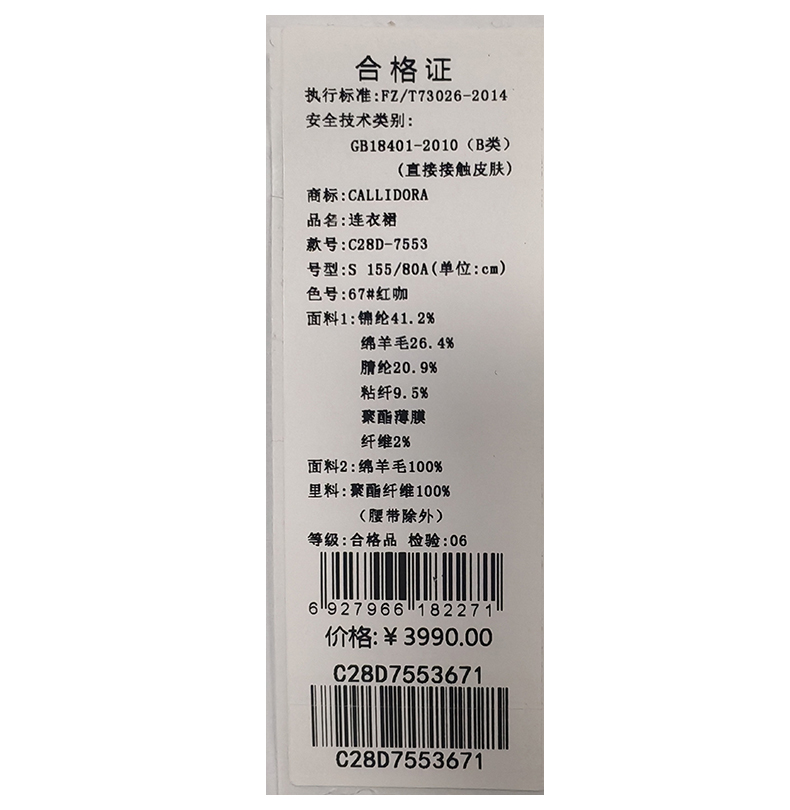 合格证
执行标准:FZ/T73026-2014
安全技术类别:
GB18401-2010（B类）
(直接接触皮肤)
商标:CALLIDORA
品名:连衣裙
款号:C28D-7553
号型:S 155/80A(单位:cm)
色号:67#红咖
面料1:锦纶41.2%
绵羊毛26.4%
腈纶20.9%
粘纤9.5%
聚酯薄膜
纤维2%
面料2:绵羊毛100%
里料:聚酯纤维100%
（腰带除外）
等级:合格品 检验:06
6 927966 182271
价格:￥3990.00
C28D7553671
C28D7553671